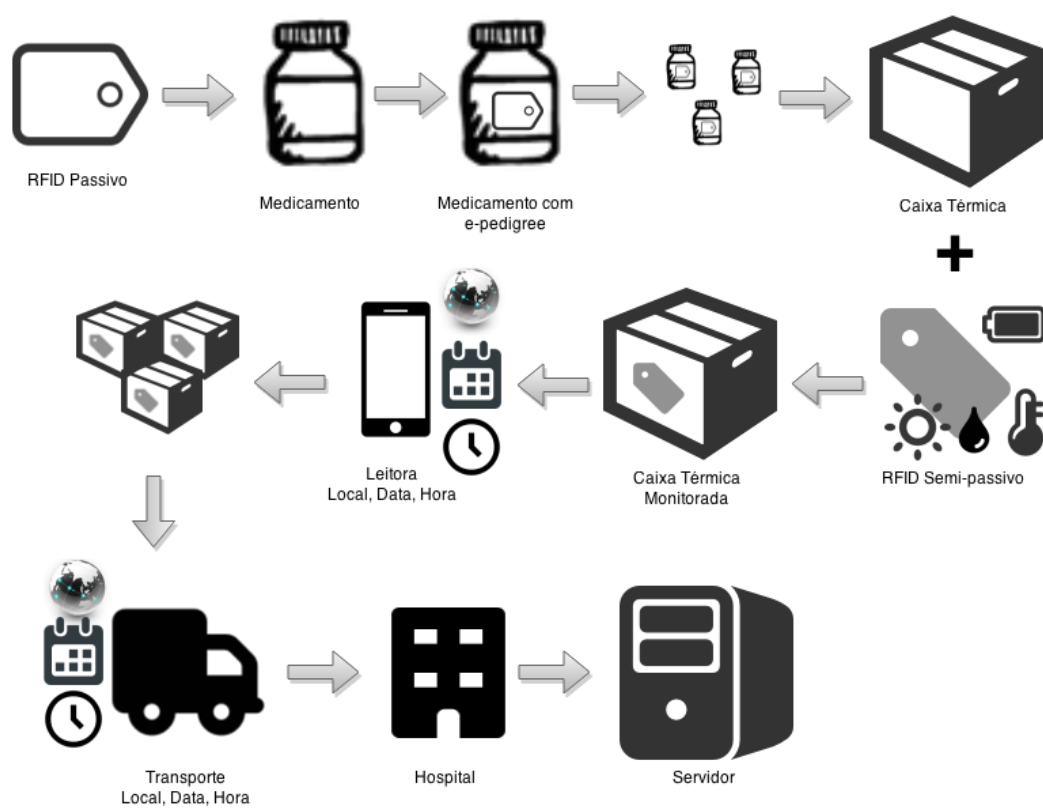 RFID Passivo
Medicamento
Medicamento com
e-pedigree
Caixa Térmica
Leitora
Local, Data, Hora
Caixa Térmica
Monitorada
RFID Semi-passivo
Transporte
Local, Data, Hora
Hospital
Servidor